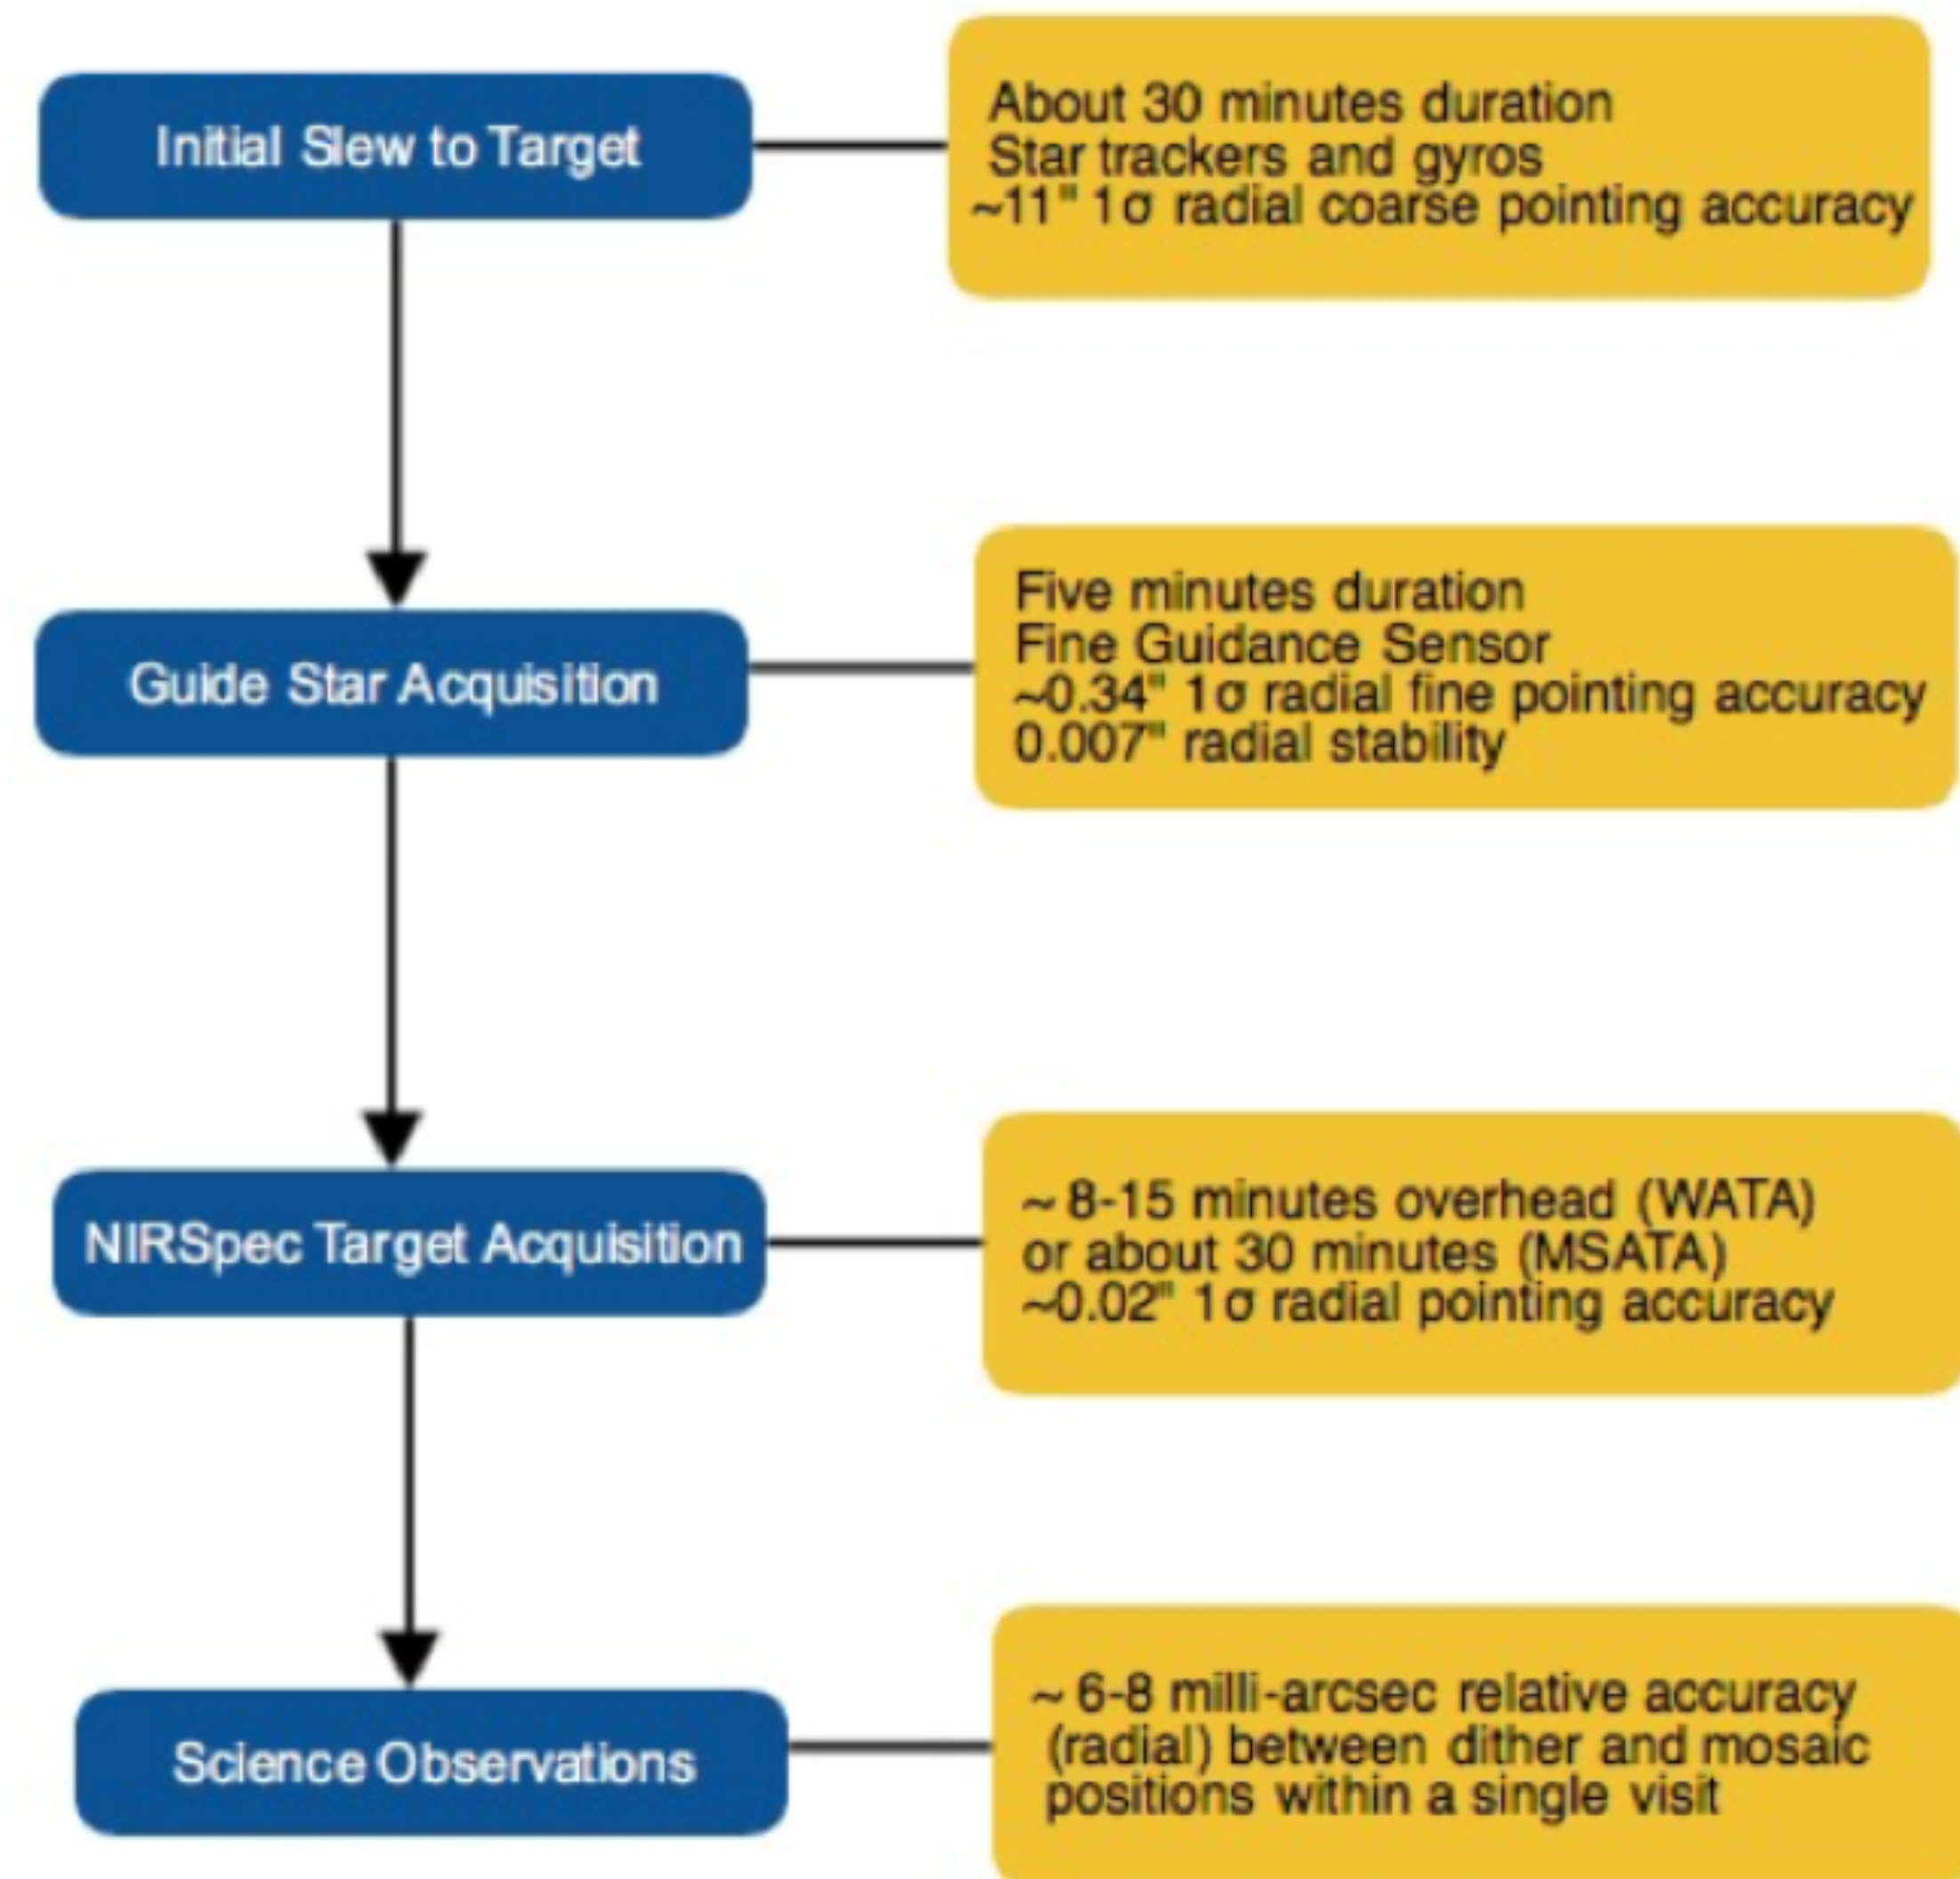 Initial Slew to Target
About 30 minutes duration
Star trackers and gyros
~11" 1σ radial coarse pointing accuracy
Guide Star Acquisition
Five minutes duration
Fine Guidance Sensor
~0.34" 1σ radial fine pointing accuracy
0.007" radial stability
NIRSpec Target Acquisition
~ 8-15 minutes overhead (WATA)
or about 30 minutes (MSATA)
~0.02" 1σ radial pointing accuracy
Science Observations
~ 6-8 milli-arcsec relative accuracy
(radial) between dither and mosaic
positions within a single visit